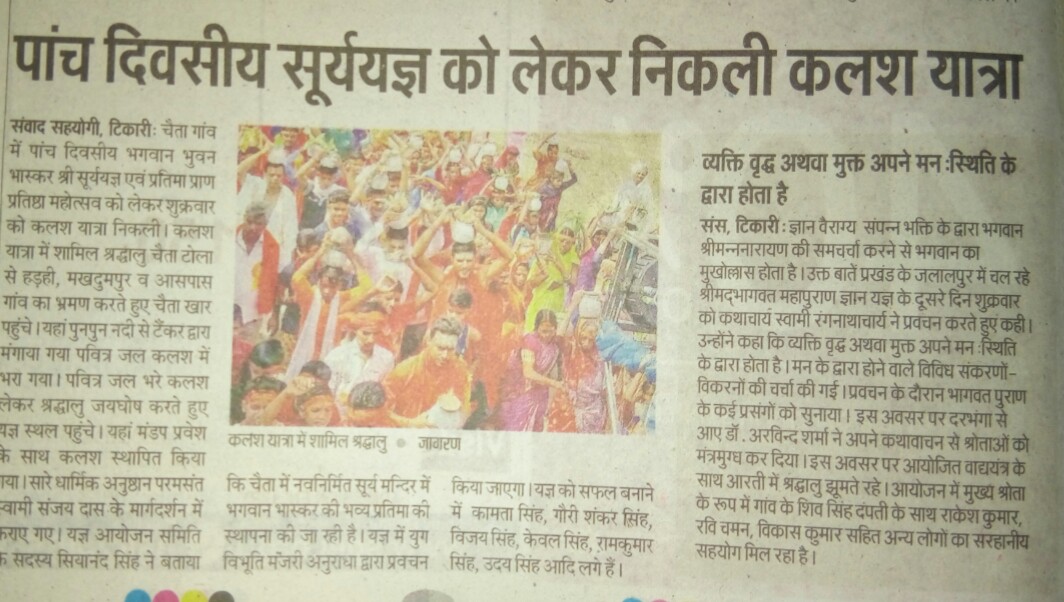 पांच दिवसीय सूर्ययज्ञ को लेकर निकली कलश यात्रा
संवाद सहयोगी, टिकारी: चैता गांव
में पांच दिवसीय भगवान भुवन
भास्कर श्री सूर्ययज्ञ एवं प्रतिमा प्राण
प्रतिष्ठा महोत्सव को लेकर शुक्रवार
को कलश यात्रा निकली। कलश
यात्रा में शामिल श्रद्धालु चैता टोला
से हड़ही, मखदुमपुर व आसपास
गांव का भ्रमण करते हुए चैता खार
पहुंचे। यहां पुनपुन नदी से टैंकर द्वारा
मंगाया गया पवित्र जल कलश में
भरा गया। पवित्र जल भरे कलश
लेकर श्रद्धालु जयघोष करते हुए
यज्ञ स्थल पहुंचे। यहां मंडप प्रवेश
के साथ कलश स्थापित किया
गया। सारे धार्मिक अनुष्ठान परमसंत
स्वामी संजय दास के मार्गदर्शन में
कराए गए। यज्ञ आयोजन समिति
के सदस्य सियानंद सिंह ने बताया
कलश यात्रा में शामिल श्रद्धालु ● जागरण
कि चैता में नवनिर्मित सूर्य मन्दिर में
भगवान भास्कर की भव्य प्रतिमा की
स्थापना की जा रही है। यज्ञ में युग
विभूति मंजरी अनुराधा द्वारा प्रवचन
किया जाएगा। यज्ञ को सफल बनाने
में कामता सिंह, गौरी शंकर सिंह,
विजय सिंह, केवल सिंह, रामकुमार
सिंह, उदय सिंह आदि लगे हैं।
व्यक्ति वृद्ध अथवा मुक्त अपने मन :स्थिति के
द्वारा होता है
संस, टिकारी : ज्ञान वैराग्य संपन्न भक्ति के द्वारा भगवान
श्रीमन्ननारायण की समचर्चा करने से भगवान का
मुखोल्लास होता है। उक्त बातें प्रखंड के जलालपुर में चल रहे
श्रीमद्भागवत महापुराण ज्ञान यज्ञ के दूसरे दिन शुक्रवार
को कथाचार्य स्वामी रंगनाथाचार्य ने प्रवचन करते हुए कही।
उन्होंने कहा कि व्यक्ति वृद्ध अथवा मुक्त अपने मन :स्थिति
के द्वारा होता है। मन के द्वारा होने वाले विविध संकरणों-
विकरनों की चर्चा की गई। प्रवचन के दौरान भागवत पुराण
के कई प्रसंगों को सुनाया। इस अवसर पर दरभंगा से
आए डॉ. अरविन्द शर्मा ने अपने कथावाचन से श्रोताओं को
मंत्रमुग्ध कर दिया। इस अवसर पर आयोजित वाद्ययंत्र के
साथ आरती में श्रद्धालु झूमते रहे। आयोजन में मुख्य श्रोता
के रूप में गांव के शिव सिंह दंपती के साथ राकेश कुमार,
रवि चमन, विकास कुमार सहित अन्य लोगों का सरहानीय
सहयोग मिल रहा है।